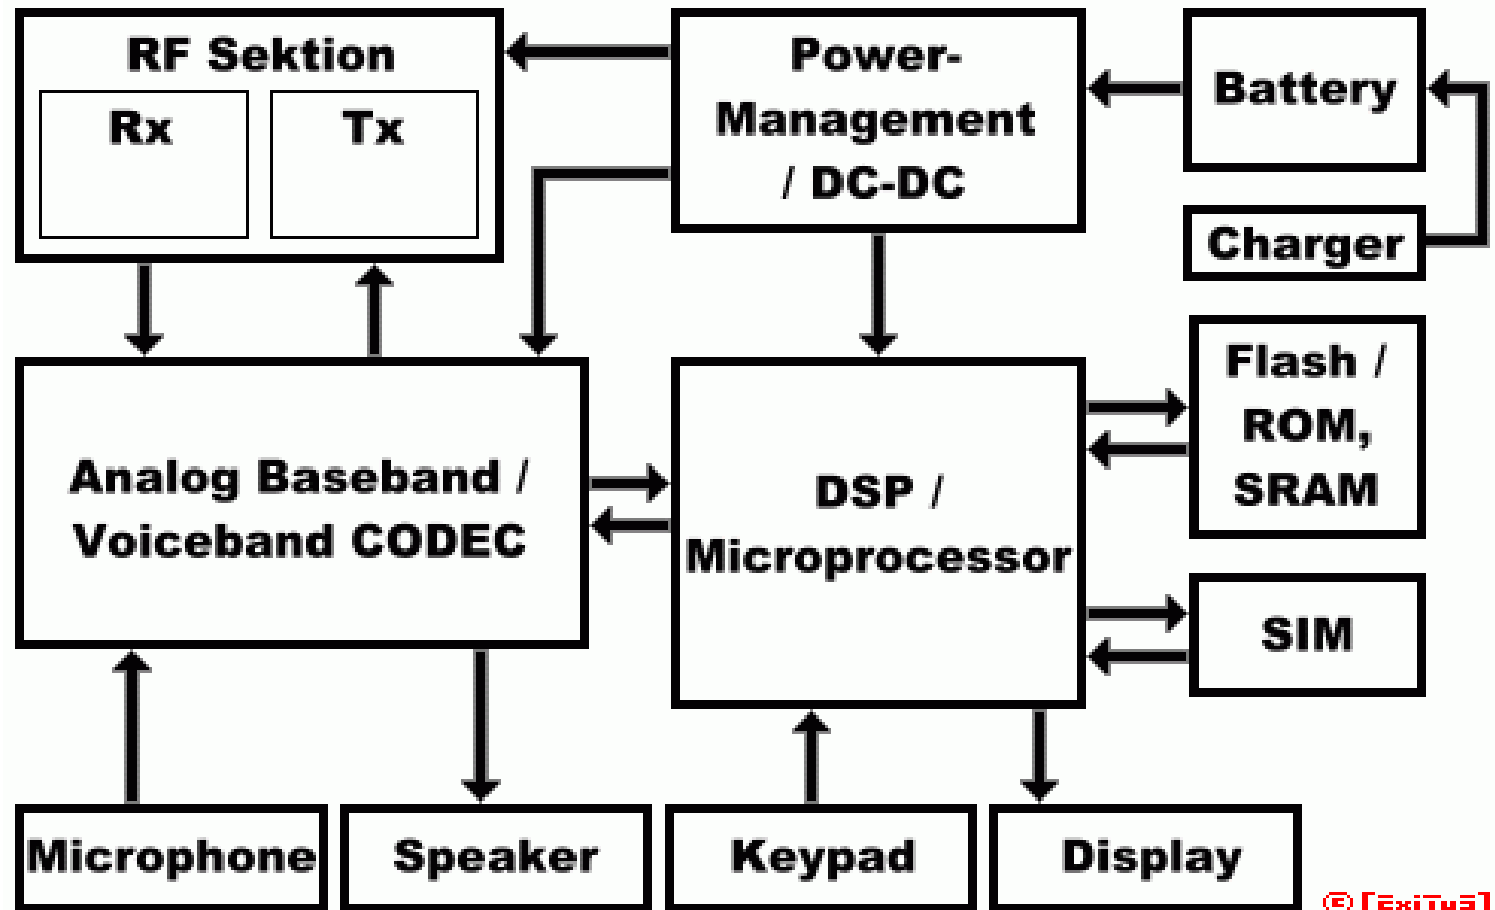 RF Sektion
Rx
Tx
Power-
Management
/ DC-DC
Battery
Charger
Flash /
ROM,
SRAM
Analog Baseband /
Voiceband CODEC
DSP /
Microprocessor
SIM
Microphone
Speaker
Keypad
Display
© [ExiTuS]